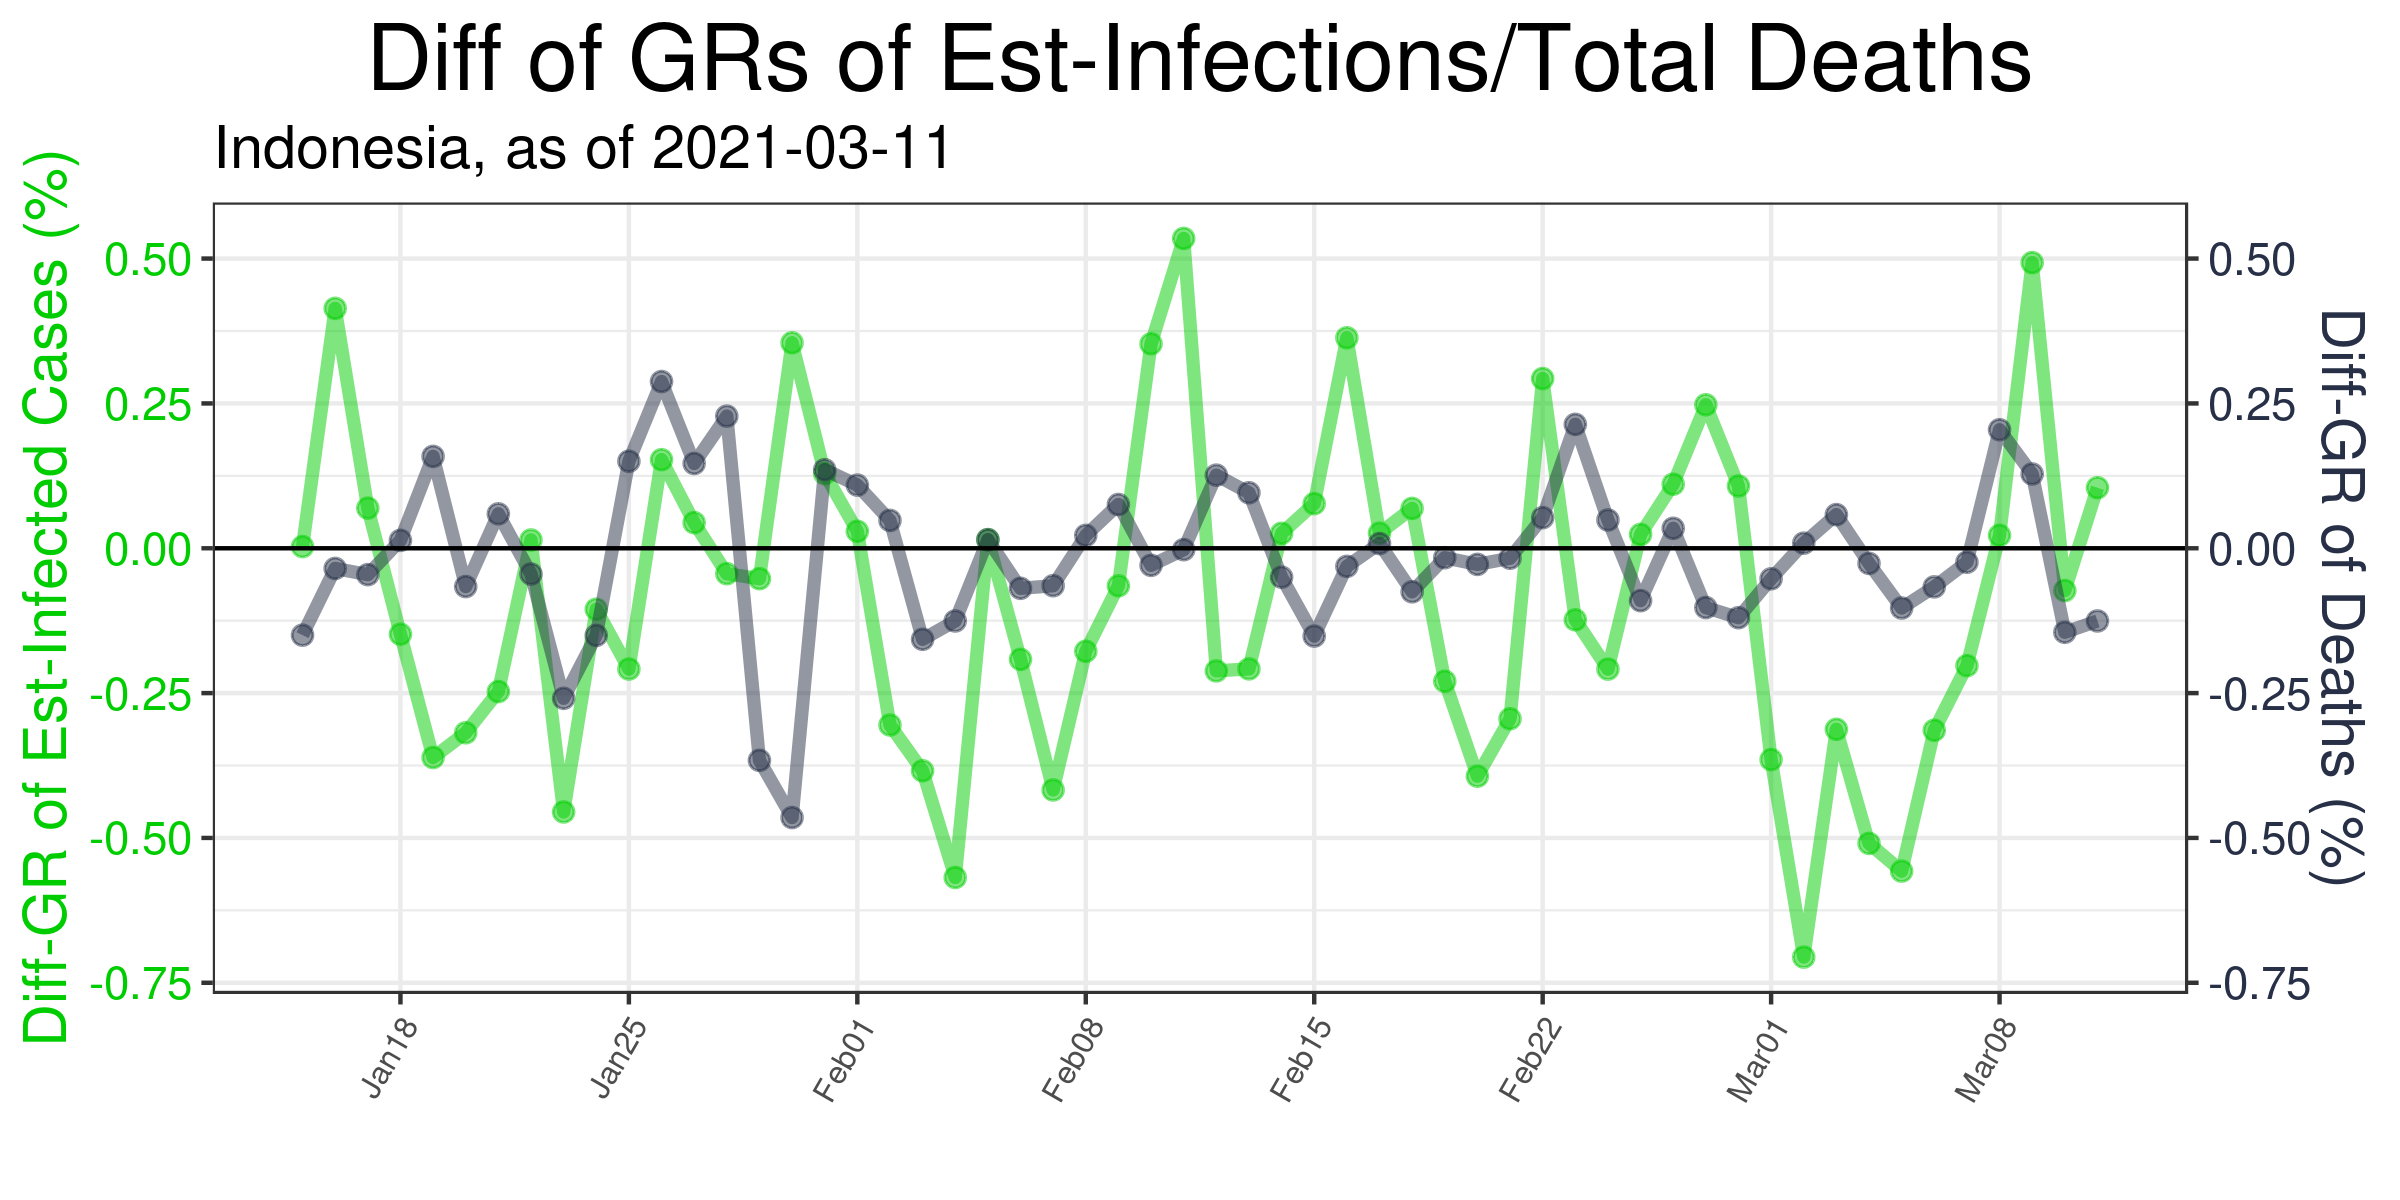 Diff of GRs of Est-Infections/Total Deaths
Indonesia, as of 2021-03-11
Diff-GR of Est-Infected Cases (%)
0.50
0.25
0.00
-0.25
-0.50
-0.75
0.50
0.25
0.00
-0.25
-0.50
-0.75
Diff-GR of Deaths (%)
Jan18
Jan25
Feb01
Feb08
Feb15
Feb22
Mar01
Mar08